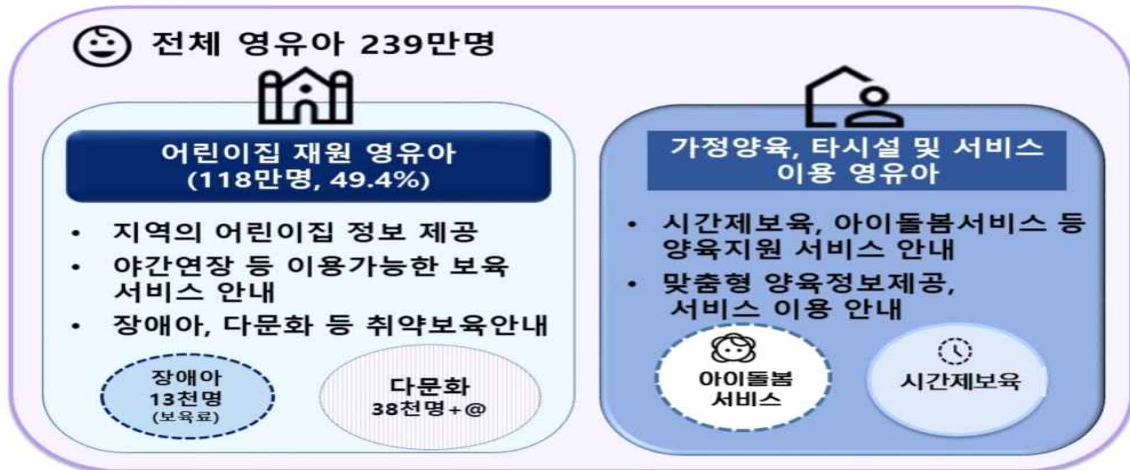 전체 영유아 239만명
어린이집 재원 영유아
(118만명, 49.4%)
• 지역의 어린이집 정보 제공
• 야간연장 등 이용가능한 보육
서비스 안내
• 장애아, 다문화 등 취약보육안내
장애아
13천명
(보육료)
다문화
38천명+@
가정양육, 타시설 및 서비스
이용 영유아
• 시간제보육, 아이돌봄서비스 등
양육지원 서비스 안내
• 맞춤형 양육정보제공,
서비스 이용 안내
아이돌봄
서비스
시간제보육